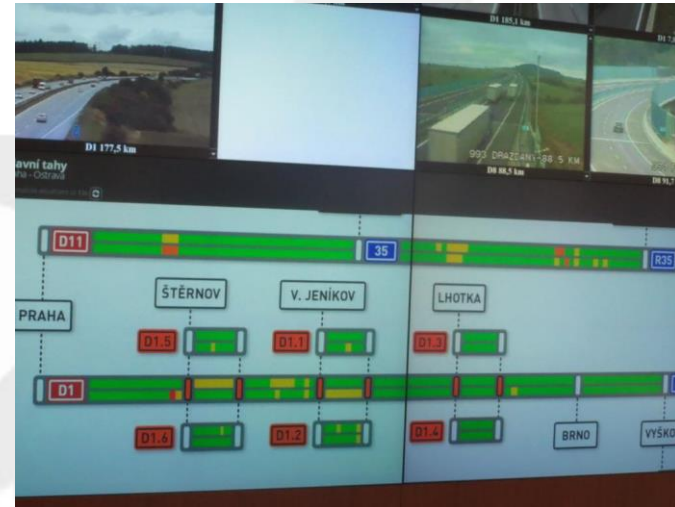 D1 185,1 km
D1 177,5 km
993 DRAZDANY 88.5 KM
D8 88,5 km
avní tahy
ha - Ostrava
D11
35
R35
PRAHA
ŠTĚRNOV
V. JENÍKOV
LHOTKA
D1.5
D1.1
D1.3
D1
D1.6
D1.2
D1.4
BRNO
VYŠKO